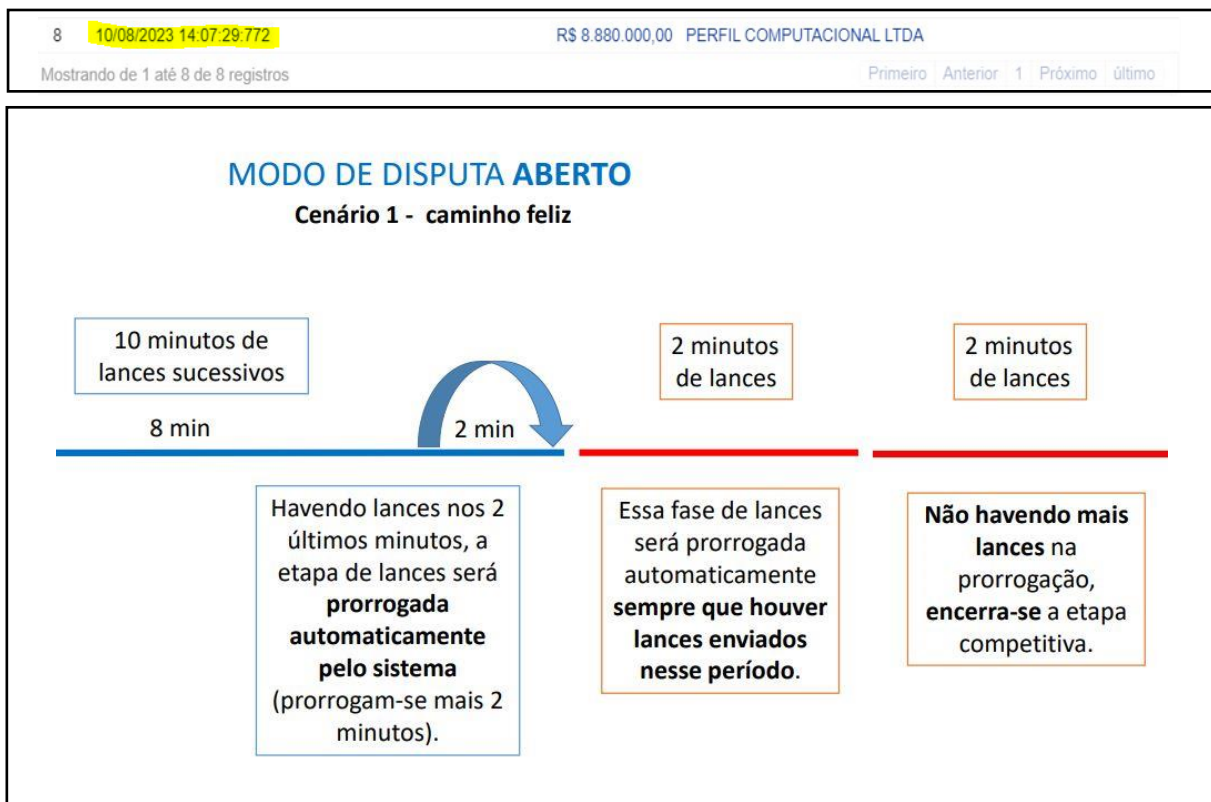 8 10/08/2023 14:07:29:772 R$ 8.880.000,00 PERFIL COMPUTACIONAL LTDA
Mostrando de 1 até 8 de 8 registros Primeiro Anterior 1 Próximo último
MODO DE DISPUTA ABERTO
Cenário 1 - caminho feliz
10 minutos de
lances sucessivos
8 min
2 min
2 minutos
de lances
2 minutos
de lances
Havendo lances nos 2
últimos minutos, a
etapa de lances será
prorrogada
automaticamente
pelo sistema
(prorrogam-se mais 2
minutos).
Essa fase de lances
será prorrogada
automaticamente
sempre que houver
lances enviados
nesse período.
Não havendo mais
lances na
prorrogação,
encerra-se a etapa
competitiva.